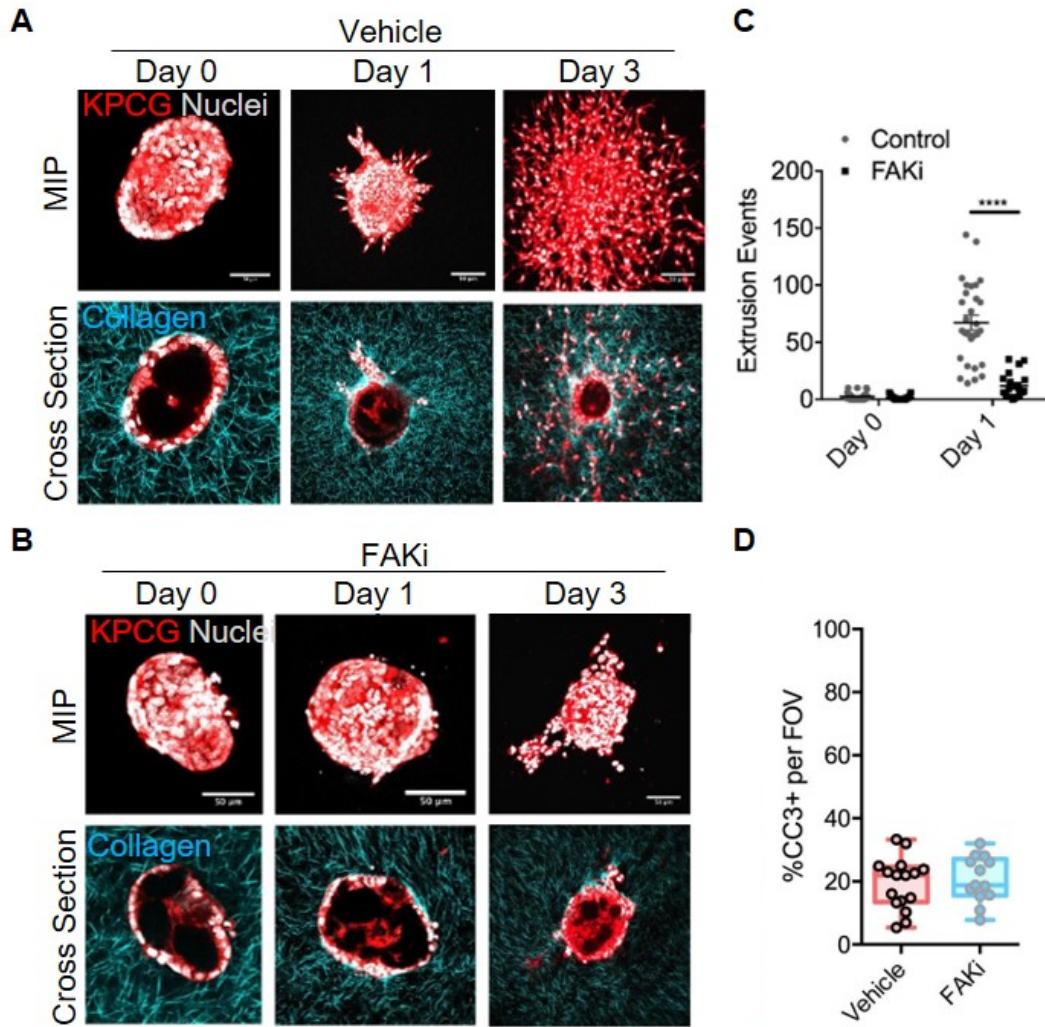 A
Vehicle
Day 0 Day 1 Day 3
KPCG Nuclei
MIP
Collagen
Cross Section
B
FAKi
Day 0 Day 1 Day 3
KPCG Nuclei
MIP
50 μm 50 μm
Collagen
Cross Section
C
Control
FAKi
****
Extrusion Events
200
150
100
50
0
Day 0
Day 1
D
%CC3+ per FOV
100
80
60
40
20
0
Vehicle
FAKi